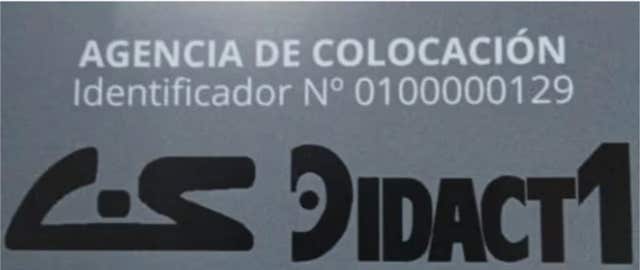 AGENCIA DE COLOCACIÓN
Identificador Nº 0100000129
DIDACT1